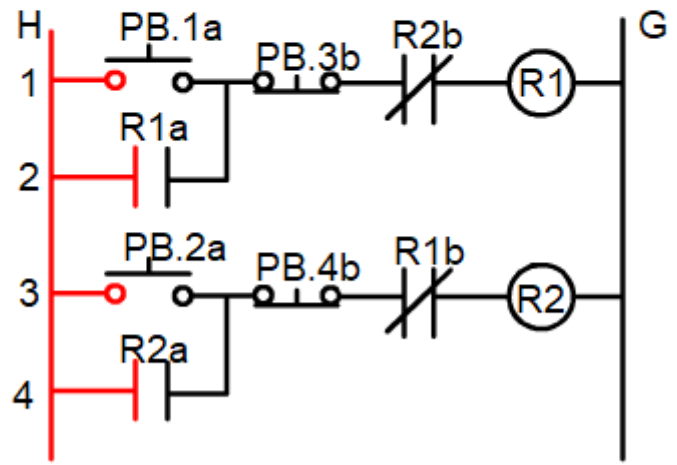 H PB.1a PB.3b R2b G
1 R1
R1a
2
PB.2a PB.4b R1b
3 R2
R2a
4